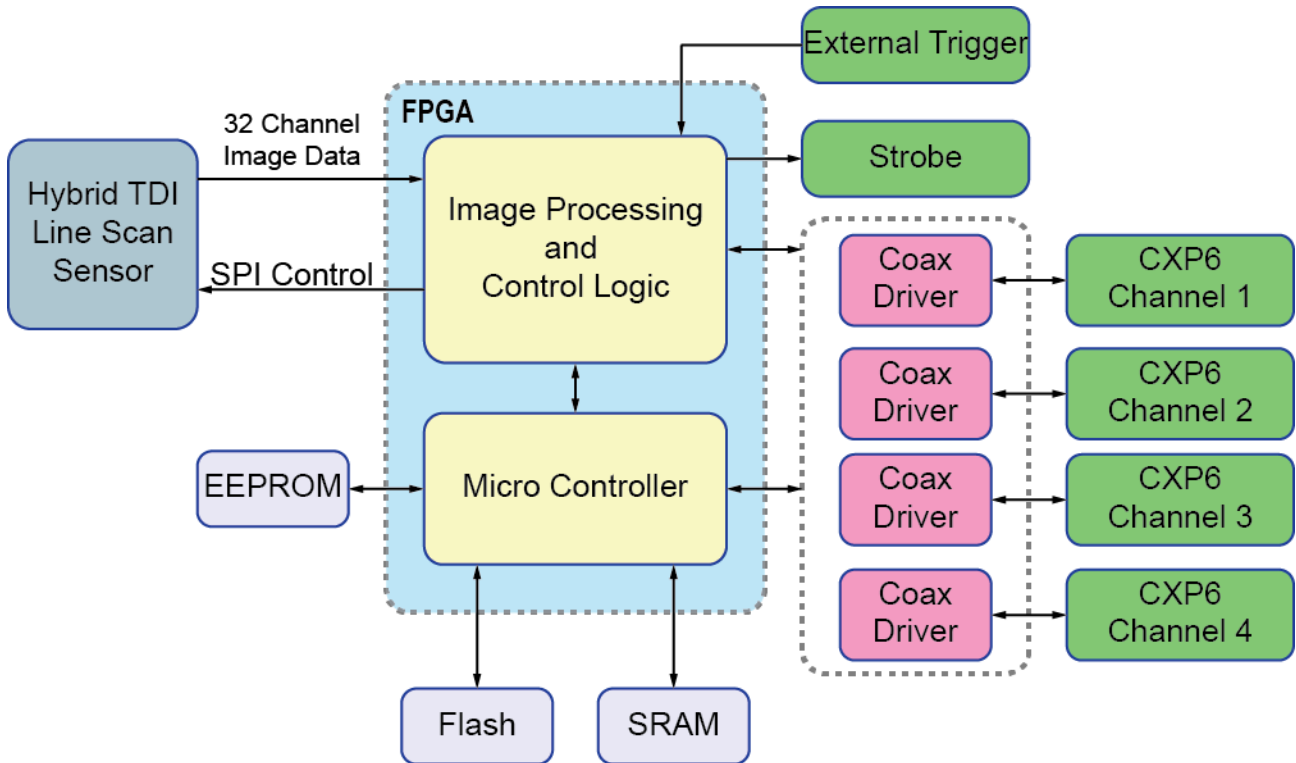 External Trigger
FPGA
32 Channel
Image Data
Strobe
Hybrid TDI
Line Scan
Sensor
Image Processing
and
Control Logic
SPI Control
Coax
Driver
CXP6
Channel 1
Coax
Driver
CXP6
Channel 2
EEPROM
Micro Controller
Coax
Driver
CXP6
Channel 3
Coax
Driver
CXP6
Channel 4
Flash
SRAM